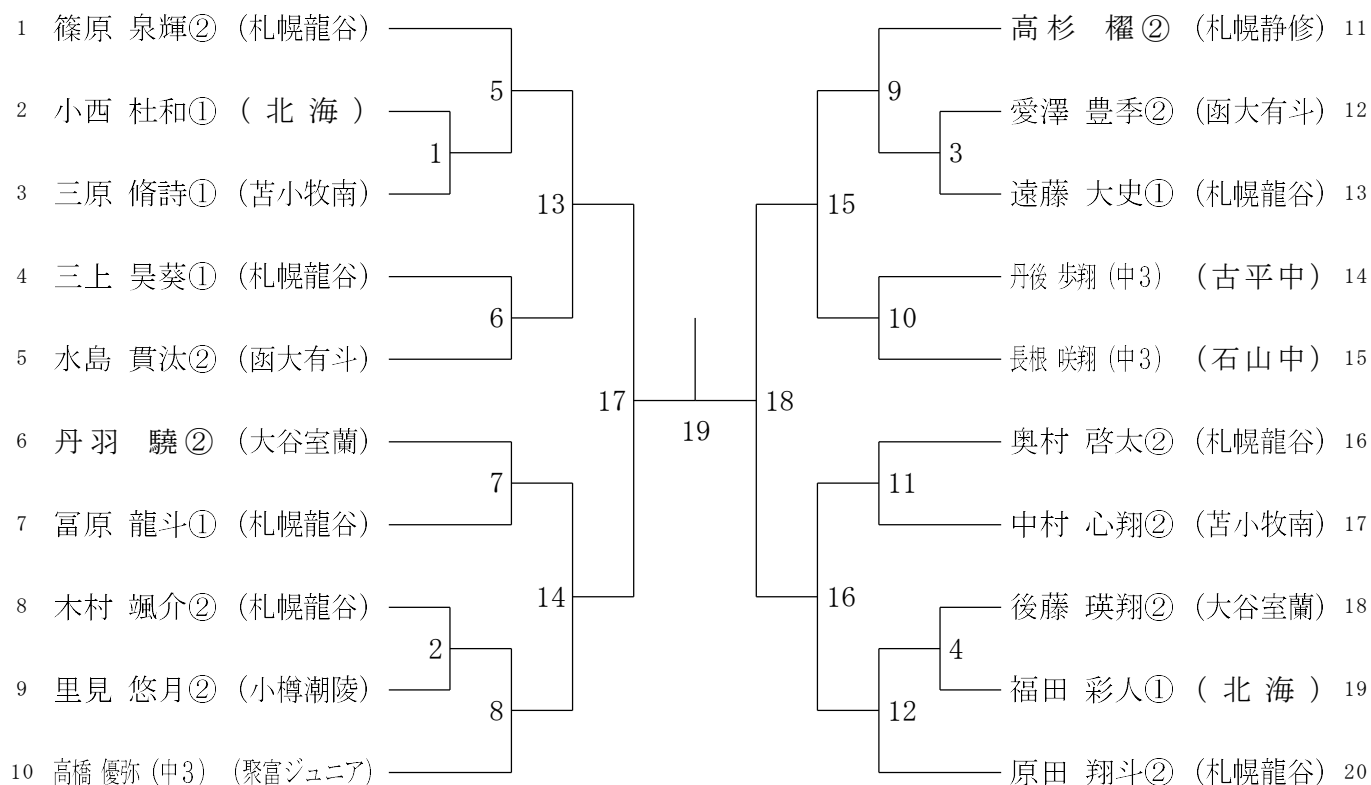 1 篠原 泉輝② (札幌龍谷)
2 小西 杜和① (北海)
3 三原 脩詩① (苫小牧南)
4 三上 昊葵① (札幌龍谷)
5 水島 貫汰② (函大有斗)
6 丹羽 驍② (大谷室蘭)
7 冨原 龍斗① (札幌龍谷)
8 木村 颯介② (札幌龍谷)
9 里見 悠月② (小樽潮陵)
10 高橋 優弥 (中3) (聚富ジュニア)
5
1
13
6
17
7
14
2
8
19
9
3
15
10
18
11
16
4
12
高杉 櫂② (札幌静修) 11
愛澤 豊季② (函大有斗) 12
遠藤 大史① (札幌龍谷) 13
丹後 歩翔 (中3) (古平中) 14
長根 咲翔 (中3) (石山中) 15
奥村 啓太② (札幌龍谷) 16
中村 心翔② (苫小牧南) 17
後藤 瑛翔② (大谷室蘭) 18
福田 彩人① (北海) 19
原田 翔斗② (札幌龍谷) 20